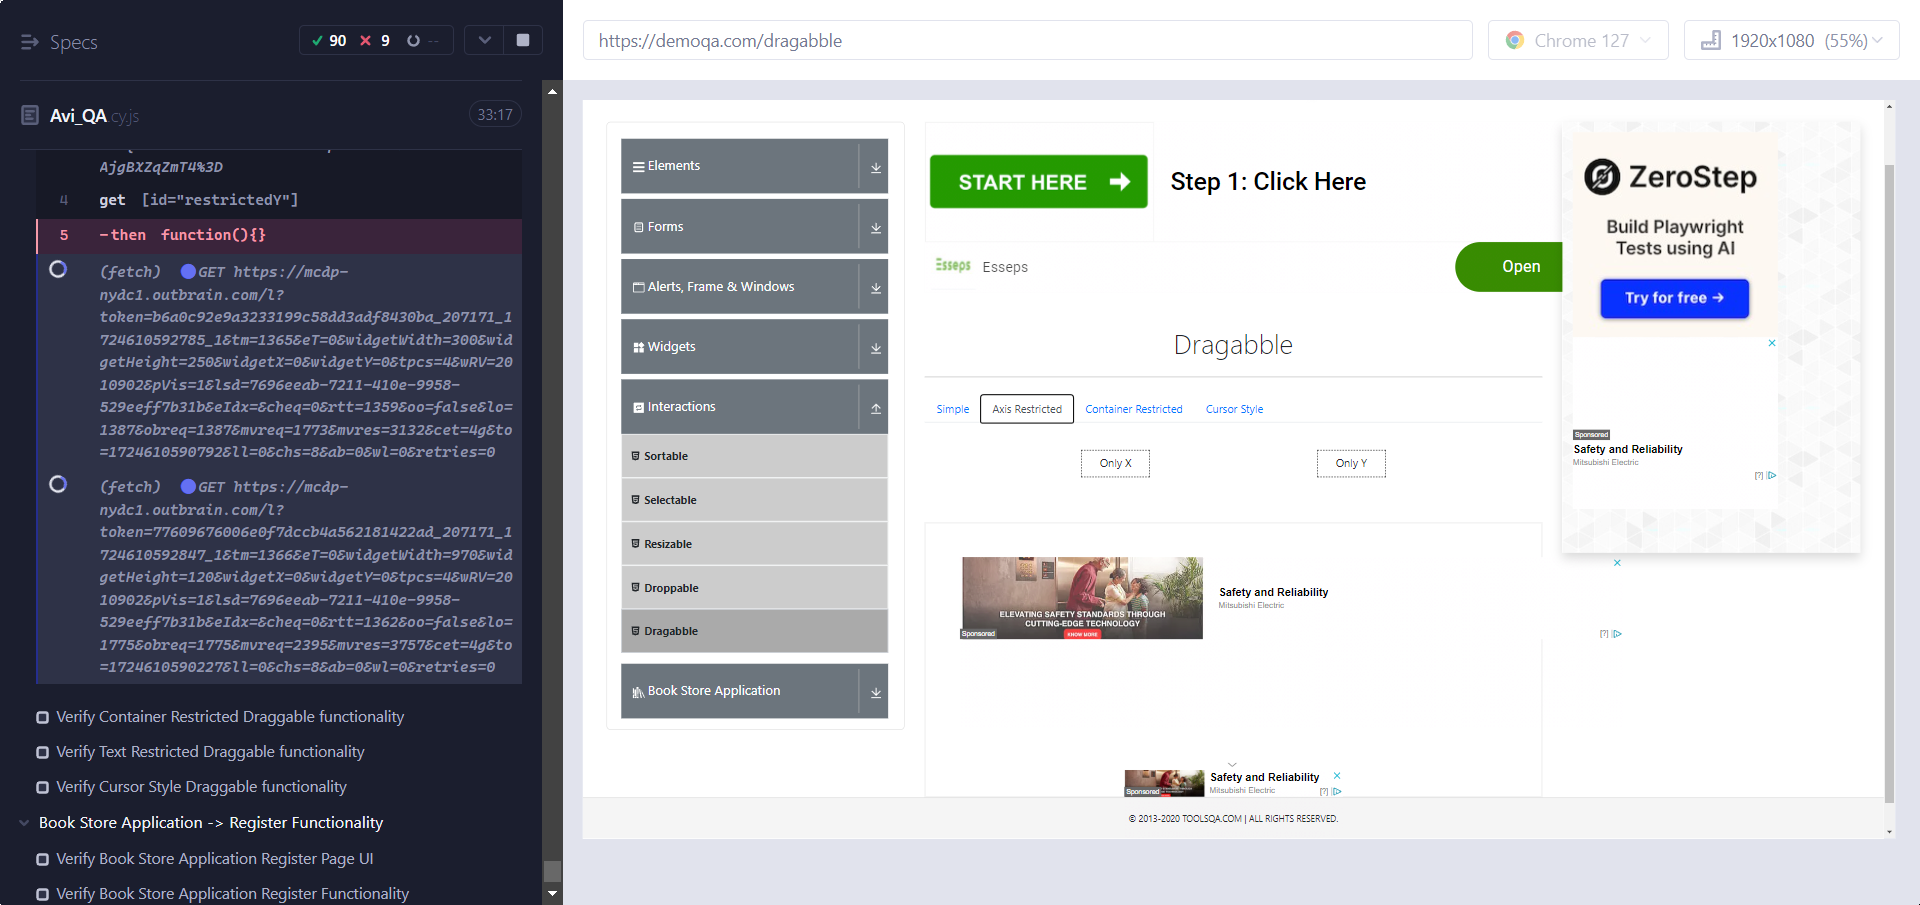 Specs
90 9 --
Avi_QA.cy.js
33:17
AjgBXZqZmT4%3D
4 get [id="restrictedY"]
5 -then function(){}
(fetch) GET https://mcdp-
nydc1.outbrain.com/l?
token=b6a0c92e9a3233199c58dd3adf8430ba_207171_1
724610592785_1&tm=1365&eT=0&widgetWidth=300&wid
getHeight=250&widgetX=0&widgetY=0&tpcs=4&wRV=20
10902&pVis=1&lsd=7696eeab-7211-410e-9958-
529eeff7b31b&eIdx=&cheq=0&rtt=1359&oo=false&lo=
1387&obreq=1387&mvreq=1773&mvres=3132&cet=4g&to
=1724610590792&ll=0&chs=8&ab=0&wl=0&retries=0
(fetch) GET https://mcdp-
nydc1.outbrain.com/l?
token=77609676006e0f7dccb4a562181422ad_207171_1
724610592847_1&tm=1366&eT=0&widgetWidth=970&wid
getHeight=120&widgetX=0&widgetY=0&tpcs=4&wRV=20
10902&pVis=1&lsd=7696eeab-7211-410e-9958-
529eeff7b31b&eIdx=&cheq=0&rtt=1362&oo=false&lo=
1775&obreq=1775&mvreq=2395&mvres=3757&cet=4g&to
=1724610590227&ll=0&chs=8&ab=0&wl=0&retries=0
Verify Container Restricted Draggable functionality
Verify Text Restricted Draggable functionality
Verify Cursor Style Draggable functionality
Book Store Application -> Register Functionality
Verify Book Store Application Register Page UI
Verify Book Store Application Register Functionality
https://demoqa.com/dragabble
Chrome 127
1920x1080 (55%)
Elements
Forms
Alerts, Frame & Windows
Widgets
Interactions
Sortable
Selectable
Resizable
Droppable
Dragabble
Book Store Application
START HERE
Step 1: Click Here
Esseps
Esseps
Open
Dragabble
Simple
Axis Restricted
Container Restricted
Cursor Style
Only X
Only Y
ELEVATING SAFETY STANDARDS THROUGH
CUTTING-EDGE TECHNOLOGY
KNOW MORE
Sponsored
Safety and Reliability
Mitsubishi Electric
[?]
Sponsored
Safety and Reliability
Mitsubishi Electric
[?]
© 2013-2020 TOOLSQA.COM | ALL RIGHTS RESERVED.
ZeroStep
Build Playwright
Tests using AI
Try for free →
Sponsored
Safety and Reliability
Mitsubishi Electric
[?]